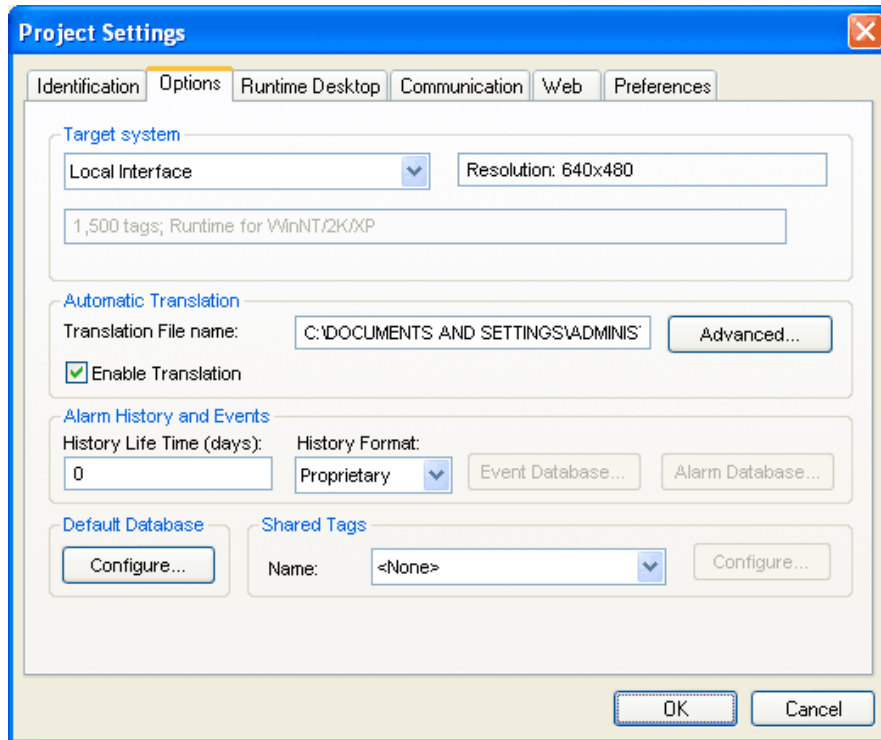 Project Settings
Identification Options Runtime Desktop Communication Web Preferences
Target system
Local Interface Resolution: 640x480
1,500 tags; Runtime for WinNT/2K/XP
Automatic Translation
Translation File name: C:\DOCUMENTS AND SETTINGS\ADMINIS Advanced...
Enable Translation
Alarm History and Events
History Life Time (days): History Format:
0 Proprietary Event Database... Alarm Database...
Default Database Shared Tags
Configure... Name: <None> Configure...
OK Cancel